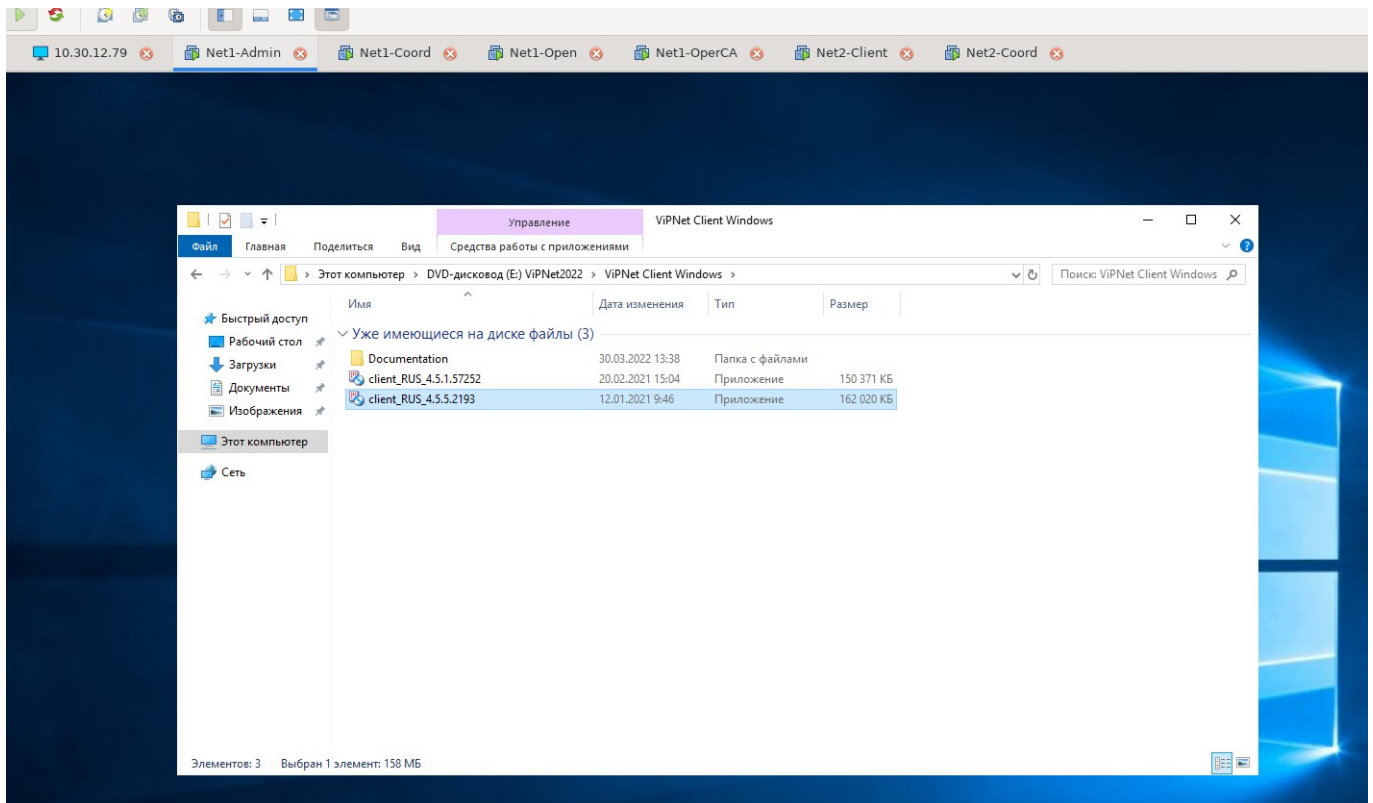 10.30.12.79 Net1-Admin Net1-Coord Net1-Open Net1-OperCA Net2-Client Net2-Coord
Управление ViPNet Client Windows
Файл Главная Поделиться Вид Средства работы с приложениями
Этот компьютер > DVD-дисковод (E:) ViPNet2022 > ViPNet Client Windows > Поиск: ViPNet Client Windows
Имя Дата изменения Тип Размер
Быстрый доступ
Рабочий стол
Загрузки
Документы
Изображения
Этот компьютер
Сеть
Уже имеющиеся на диске файлы (3)
Documentation 30.03.2022 13:38 Папка с файлами
client_RUS_4.5.1.57252 20.02.2021 15:04 Приложение 150 371 КБ
client_RUS_4.5.5.2193 12.01.2021 9:46 Приложение 162 020 КБ
Элементов: 3 Выбран 1 элемент: 158 МБ